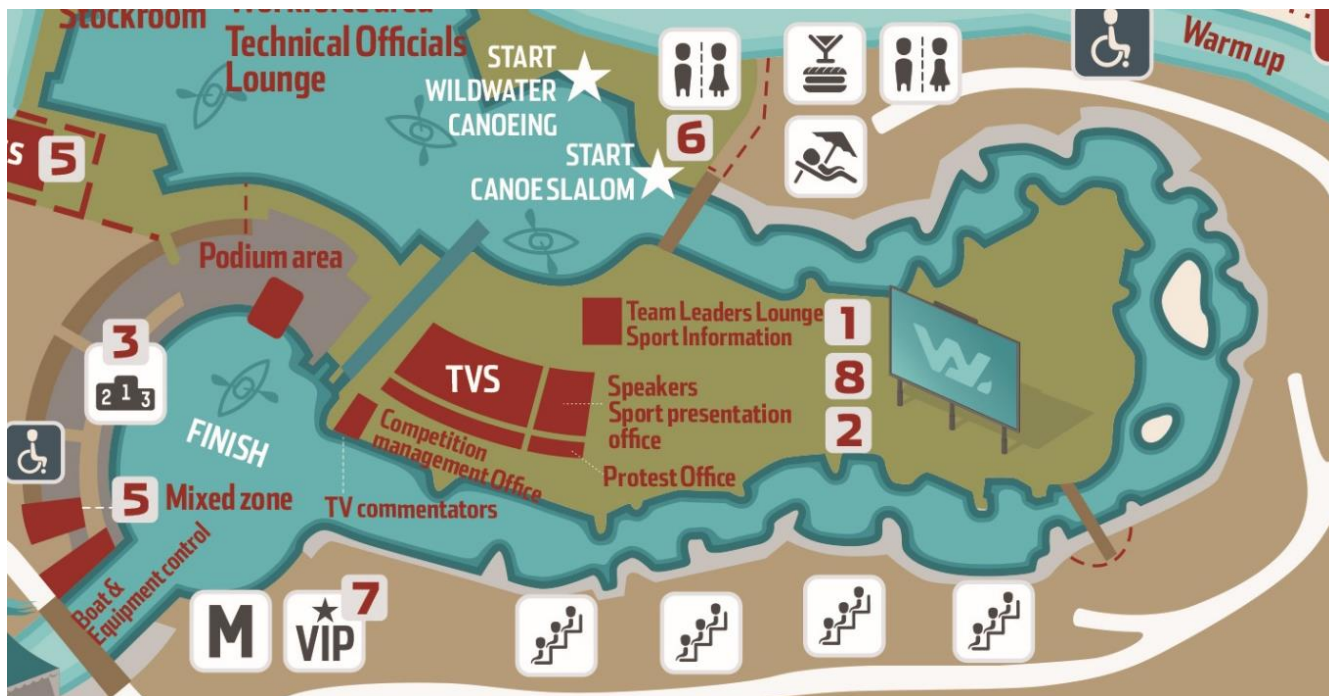 Stockroom
Workforce area
Technical Officials
Lounge
START
WILDWATER
CANOEING
START
CANOE SLALOM
6
Warm up
5
Podium area
3
2 1 3
FINISH
TVS
Team Leaders Lounge
Sport Information
1
8
2
W.
Speakers
Sport presentation
office
Protest Office
Competition
management Office
TV commentators
5 Mixed zone
Boat &
Equipment control
M
VIP
7